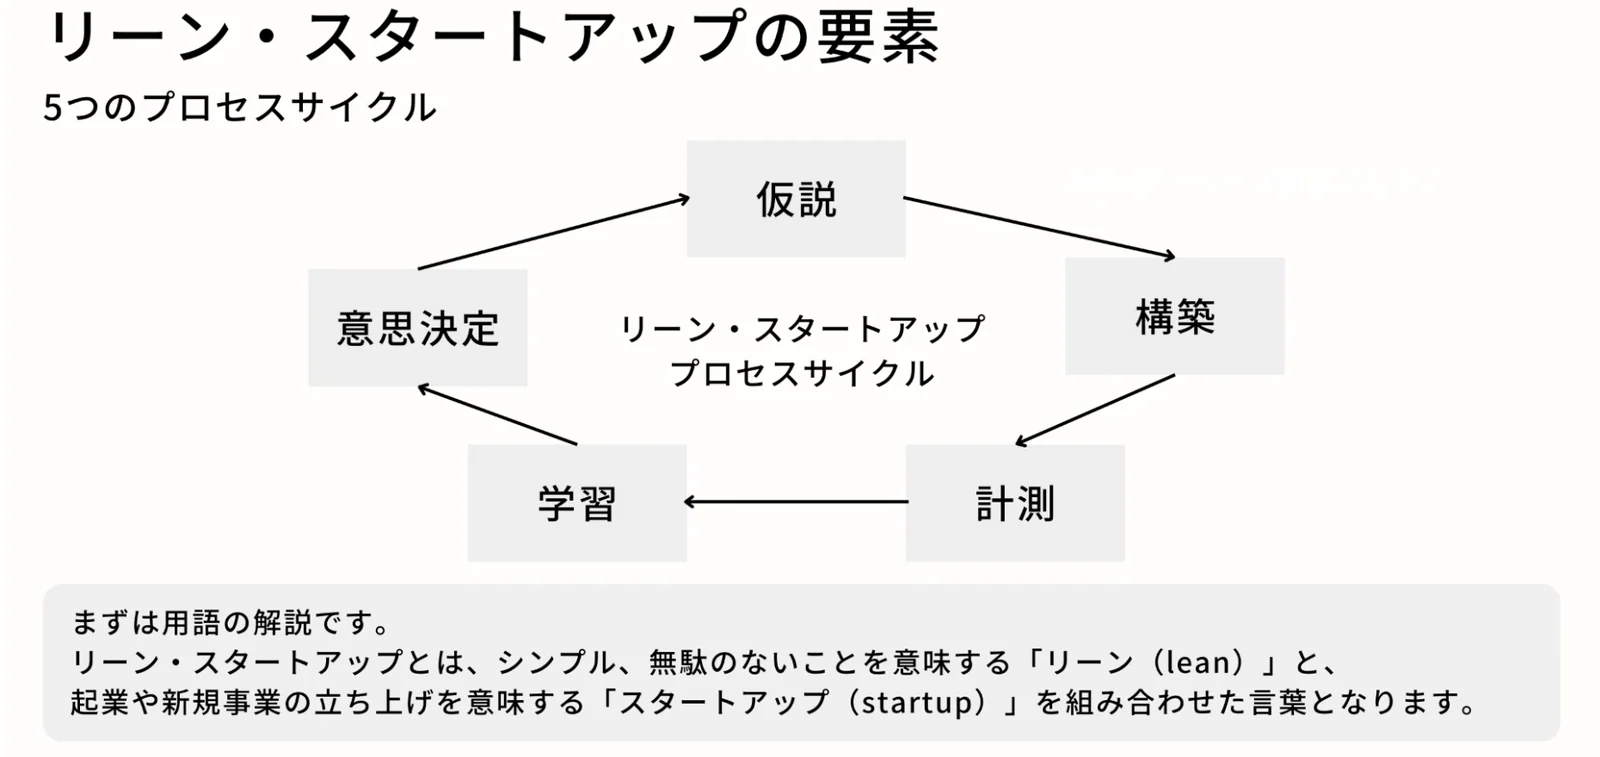 リーン・スタートアップの要素
5つのプロセスサイクル
仮説
意思決定
構築
リーン・スタートアップ
プロセスサイクル
学習
計測
まずは用語の解説です。
リーン・スタートアップとは、シンプル、無駄のないことを意味する「リーン（lean）」と、
起業や新規事業の立ち上げを意味する「スタートアップ（startup）」を組み合わせた言葉となります。